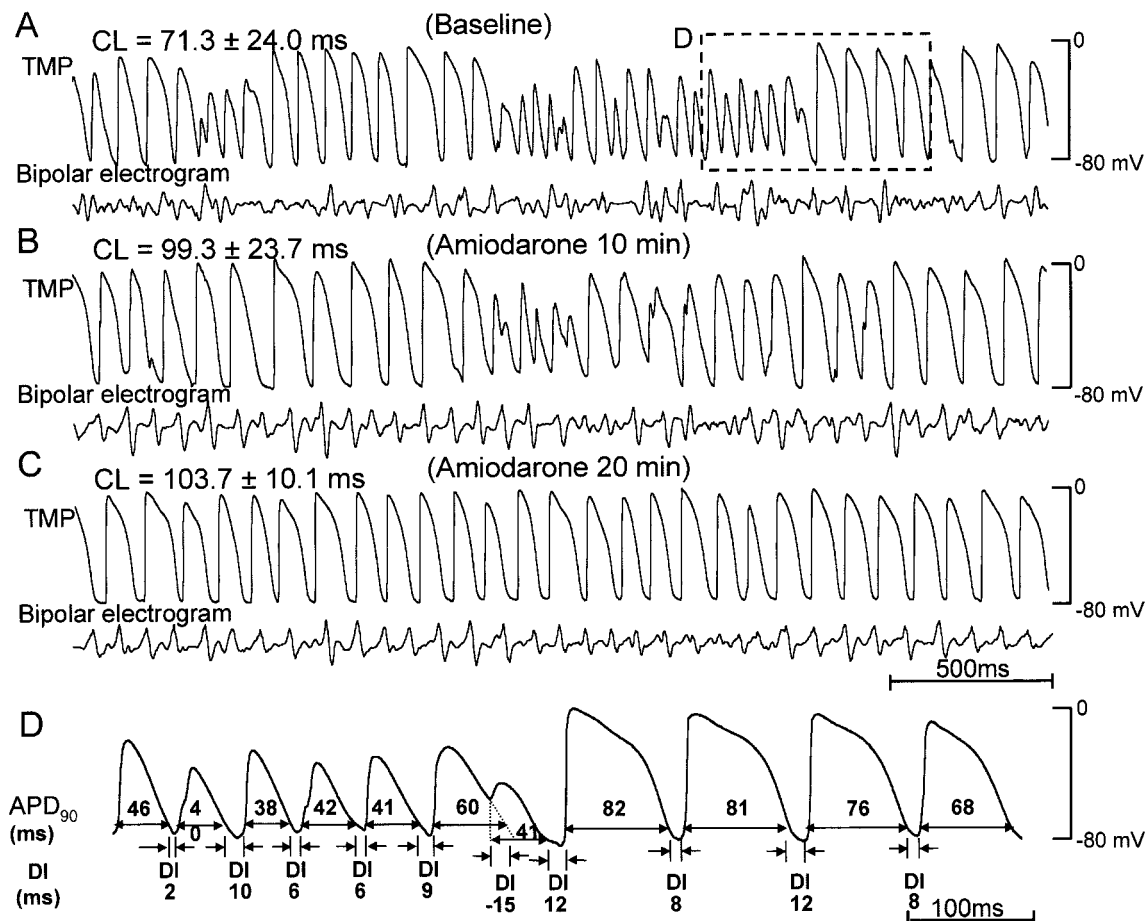 A
CL = 71.3 ± 24.0 ms
(Baseline)
D
0
TMP
-80 mV
Bipolar electrogram
B
CL = 99.3 ± 23.7 ms
(Amiodarone 10 min)
0
TMP
-80 mV
Bipolar electrogram
C
CL = 103.7 ± 10.1 ms
(Amiodarone 20 min)
0
TMP
-80 mV
Bipolar electrogram
500ms
D
0
APD90
(ms)
46 40 38 42 41 60 41 82 81 76 68
-80 mV
DI
(ms)
DI DI DI DI DI DI DI DI DI DI
2 10 6 6 9 -15 12 8 12 8
100ms